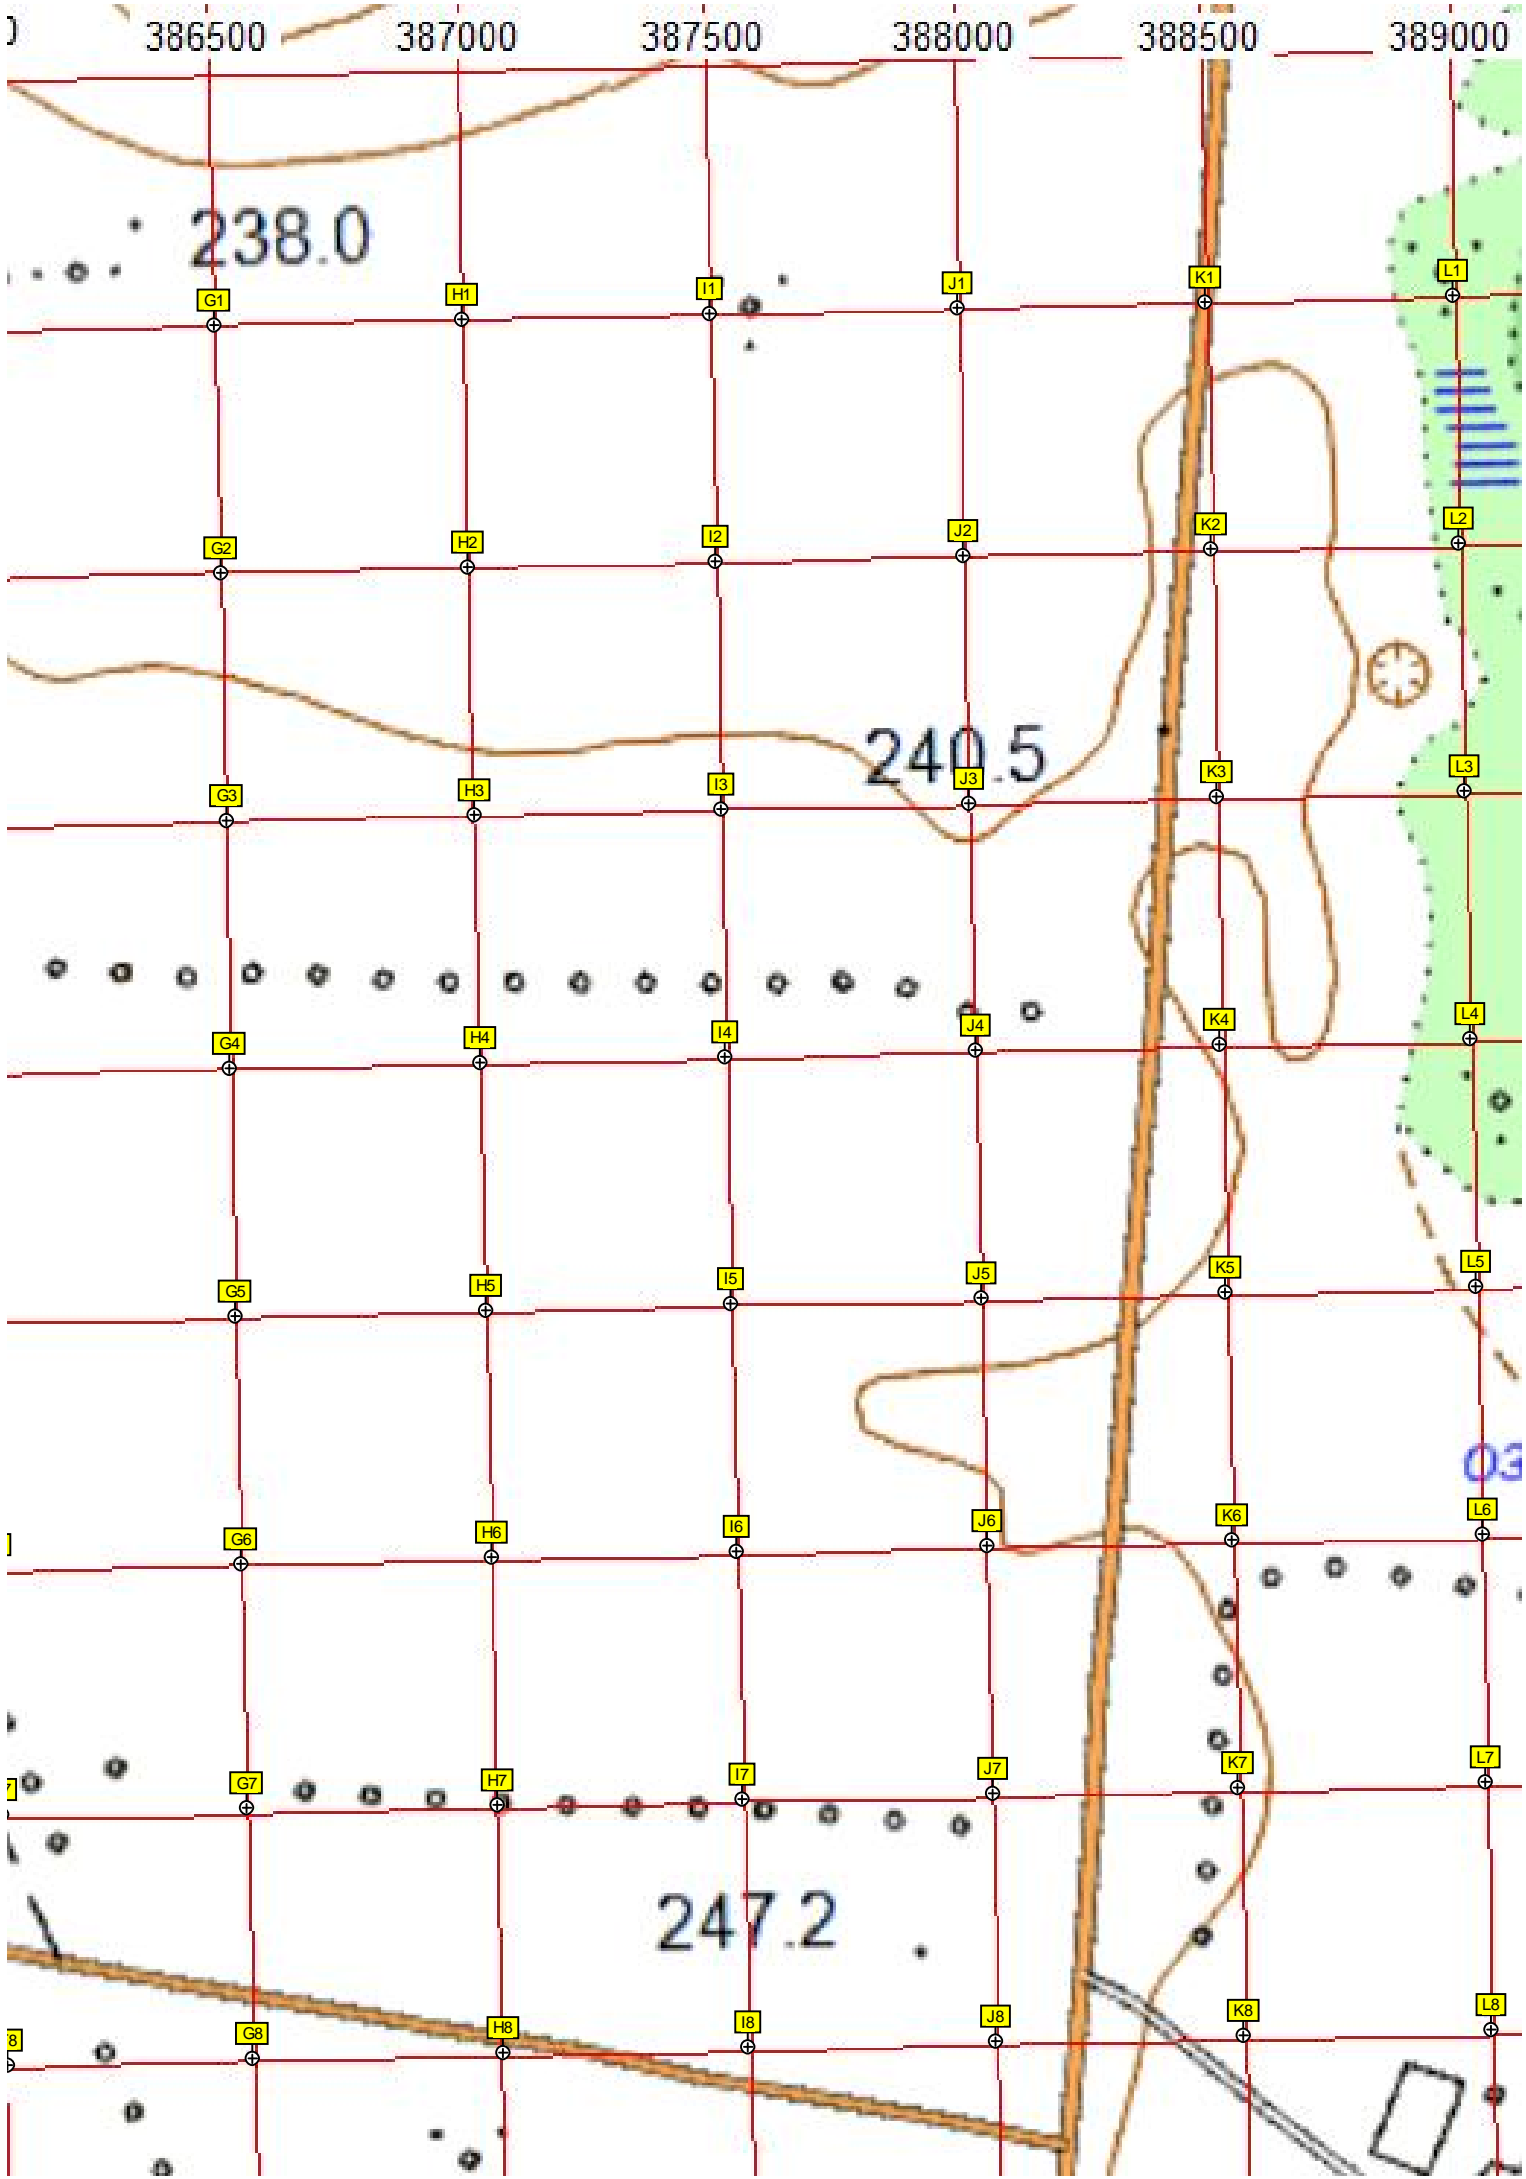 386500 387000 387500 388000 388500 389000
238.0
G1 H1 I1 J1 K1 L1
G2 H2 I2 J2 K2 L2
240.5
G3 H3 I3 J3 K3 L3
G4 H4 I4 J4 K4 L4
G5 H5 I5 J5 K5 L5
03
G6 H6 I6 J6 K6 L6
G7 H7 I7 J7 K7 L7
247.2
G8 H8 I8 J8 K8 L8